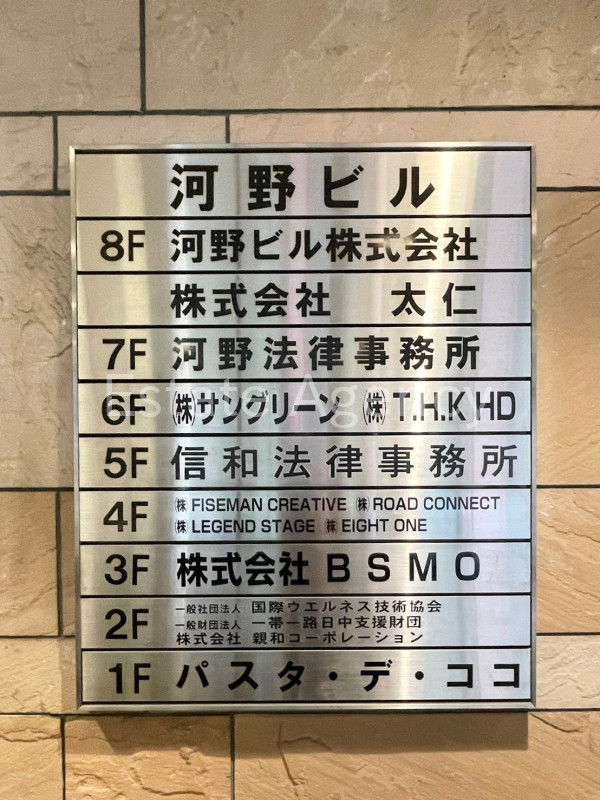 河野ビル
8F 河野ビル株式会社
株式会社 太仁
7F 河野法律事務所
6F ㈱サングリーン ㈱T.H.K HD
5F 信和法律事務所
4F ㈱FISEMAN CREATIVE ㈱ROAD CONNECT
㈱LEGEND STAGE ㈱EIGHT ONE
3F 株式会社BSMO
2F 一般社団法人 国際ウエルネス技術協会
一般財団法人 一帯一路日中支援財団
株式会社 親和コーポレーション
1F パスタ・デ・ココ
Estate Agency